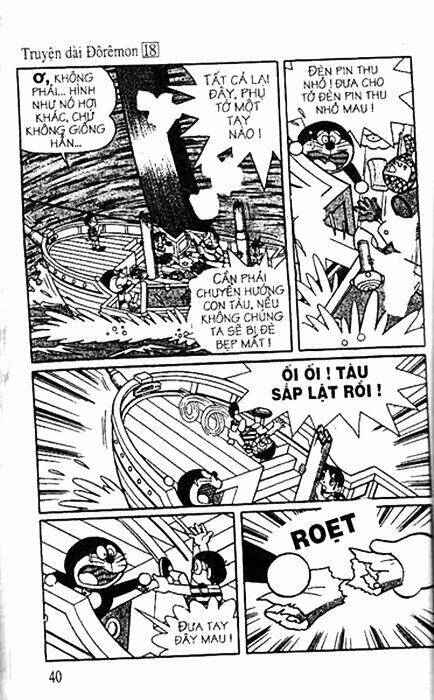 Truyện dài Đôrêmon 18
Ơ, KHÔNG
PHẢI... HÌNH
NHƯ NÓ HƠI
KHÁC, CHỨ
KHÔNG GIỐNG
HẲN...
TẤT CẢ LẠI
ĐÂY, PHỤ
TỚ MỘT
TAY
NÀO !
CẦN PHẢI
CHUYỂN HƯỚNG
CON TÀU, NẾU
KHÔNG CHÚNG
TA SẼ BỊ ĐÈ
BẸP MẤT !
ĐÈN PIN THU
NHỎ ! ĐƯA CHO
TỚ ĐÈN PIN THU
NHỎ MAU !
ỐI ỐI ! TÀU
SẮP LẬT RỒI !
ĐƯA TAY
ĐÂY MAU !
ROẸT
40